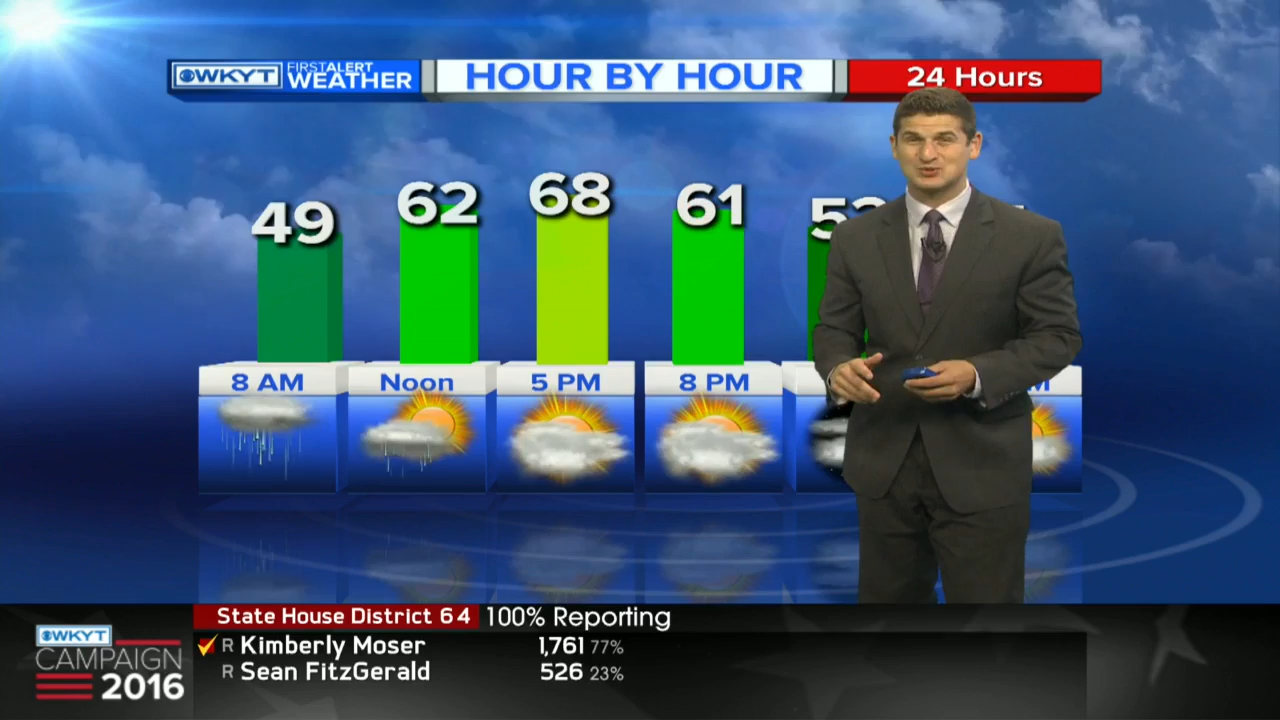 WKYT FIRST ALERT WEATHER HOUR BY HOUR 24 Hours
49 62 68 61
8 AM Noon 5 PM 8 PM
State House District 64 100% Reporting
R Kimberly Moser 1,761 77%
R Sean FitzGerald 526 23%
WKYT
CAMPAIGN
2016